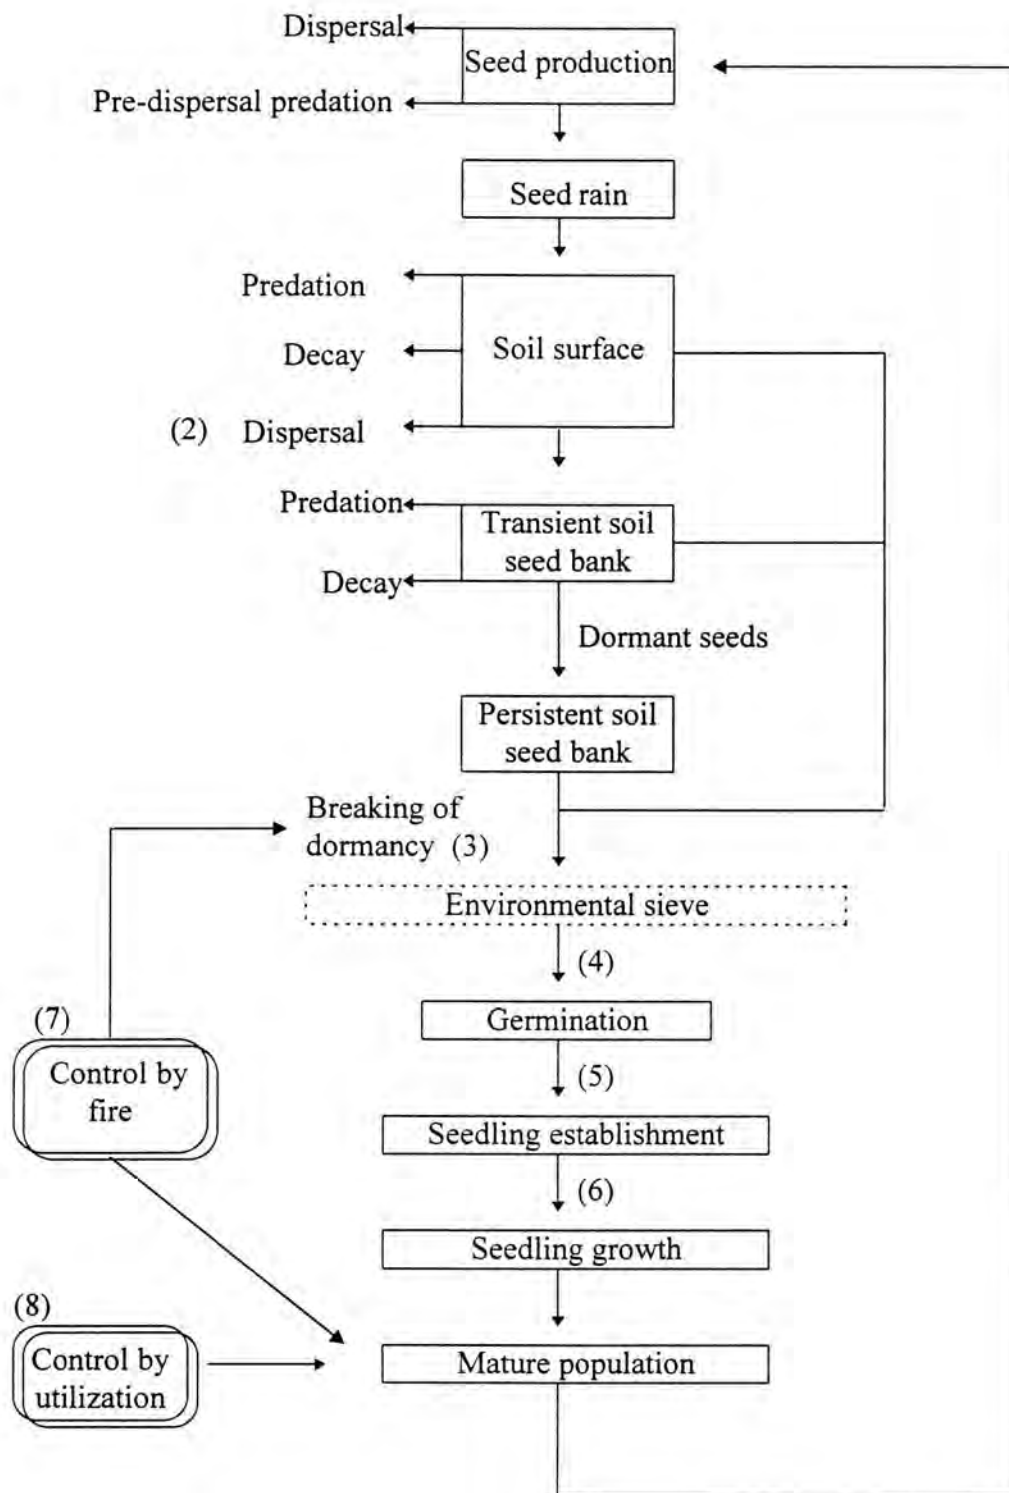 Dispersal
Seed production
Pre-dispersal predation
Seed rain
Predation
Decay
Soil surface
(2) Dispersal
Predation
Transient soil
seed bank
Decay
Dormant seeds
Persistent soil
seed bank
Breaking of
dormancy (3)
Environmental sieve
(4)
Germination
(7)
Control by
fire
(5)
Seedling establishment
(6)
Seedling growth
(8)
Control by
utilization
Mature population